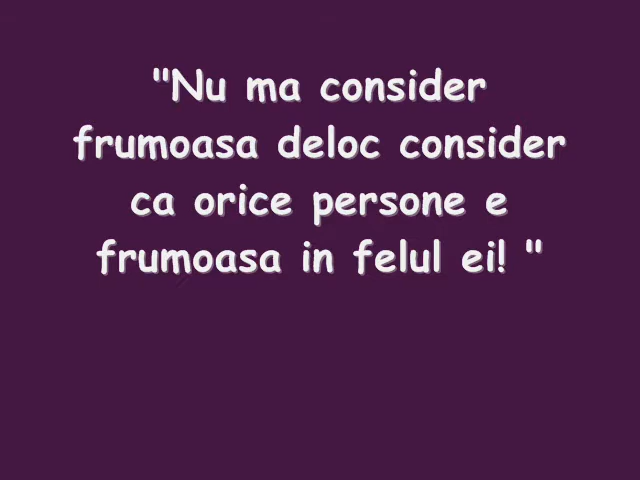 "Nu ma consider
frumoasa deloc consider
ca orice persone e
frumoasa in felul ei! "